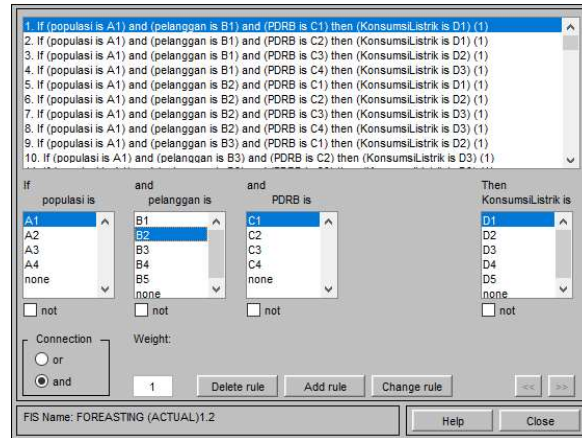 1. If (populasi is A1) and (pelanggan is B1) and (PDRB is C1) then (KonsumsiListrik is D1) (1)
2. If (populasi is A1) and (pelanggan is B1) and (PDRB is C2) then (KonsumsiListrik is D1) (1)
3. If (populasi is A1) and (pelanggan is B1) and (PDRB is C3) then (KonsumsiListrik is D2) (1)
4. If (populasi is A1) and (pelanggan is B1) and (PDRB is C4) then (KonsumsiListrik is D3) (1)
5. If (populasi is A1) and (pelanggan is B2) and (PDRB is C1) then (KonsumsiListrik is D1) (1)
6. If (populasi is A1) and (pelanggan is B2) and (PDRB is C2) then (KonsumsiListrik is D2) (1)
7. If (populasi is A1) and (pelanggan is B2) and (PDRB is C3) then (KonsumsiListrik is D3) (1)
8. If (populasi is A1) and (pelanggan is B2) and (PDRB is C4) then (KonsumsiListrik is D3) (1)
9. If (populasi is A1) and (pelanggan is B3) and (PDRB is C1) then (KonsumsiListrik is D2) (1)
10. If (populasi is A1) and (pelanggan is B3) and (PDRB is C2) then (KonsumsiListrik is D3) (1)
If and and Then
populasi is pelanggan is PDRB is KonsumsiListrik is
A1 B1 C1 D1
A2 B2 C2 D2
A3 B3 C3 D3
A4 B4 C4 D4
none B5 none D5
none none
not not not not
Connection Weight:
or
and 1 Delete rule Add rule Change rule << >>
FIS Name: FOREASTING (ACTUAL)1.2 Help Close